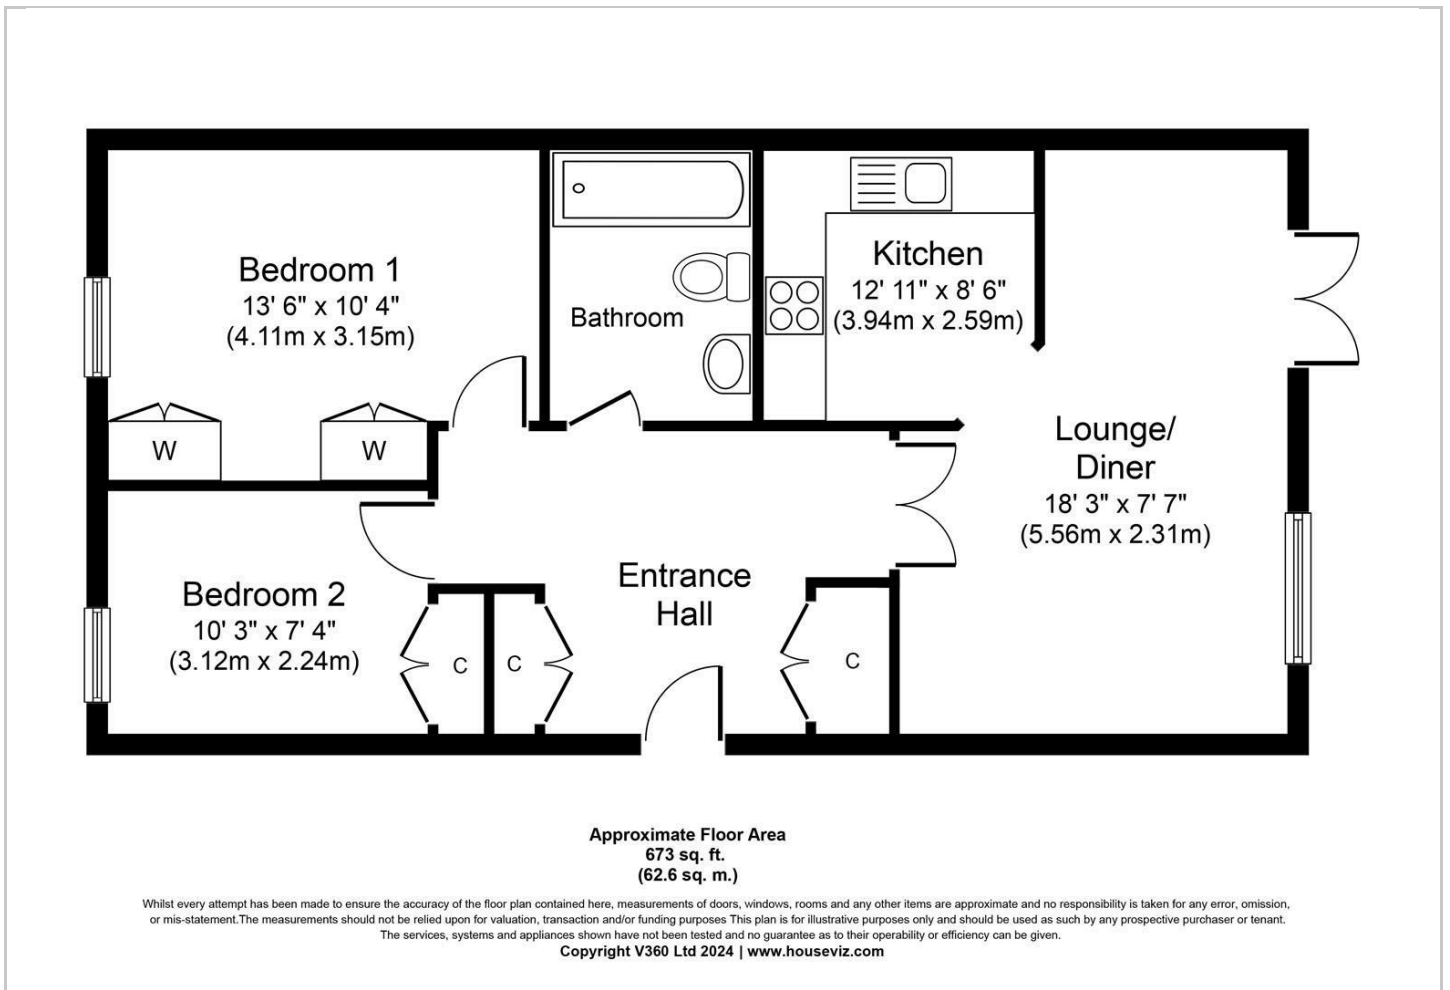 Bedroom 1
13' 6" x 10' 4"
(4.11m x 3.15m)
W
W
Bathroom
Kitchen
12' 11" x 8' 6"
(3.94m x 2.59m)
Lounge/
Diner
18' 3" x 7' 7"
(5.56m x 2.31m)
Bedroom 2
10' 3" x 7' 4"
(3.12m x 2.24m)
C
C
Entrance
Hall
C
Approximate Floor Area
673 sq. ft.
(62.6 sq. m.)
Whilst every attempt has been made to ensure the accuracy of the floor plan contained here, measurements of doors, windows, rooms and any other items are approximate and no responsibility is taken for any error, omission,
or mis-statement.The measurements should not be relied upon for valuation, transaction and/or funding purposes This plan is for illustrative purposes only and should be used as such by any prospective purchaser or tenant.
The services, systems and appliances shown have not been tested and no guarantee as to their operability or efficiency can be given.
Copyright V360 Ltd 2024 | www.houseviz.com